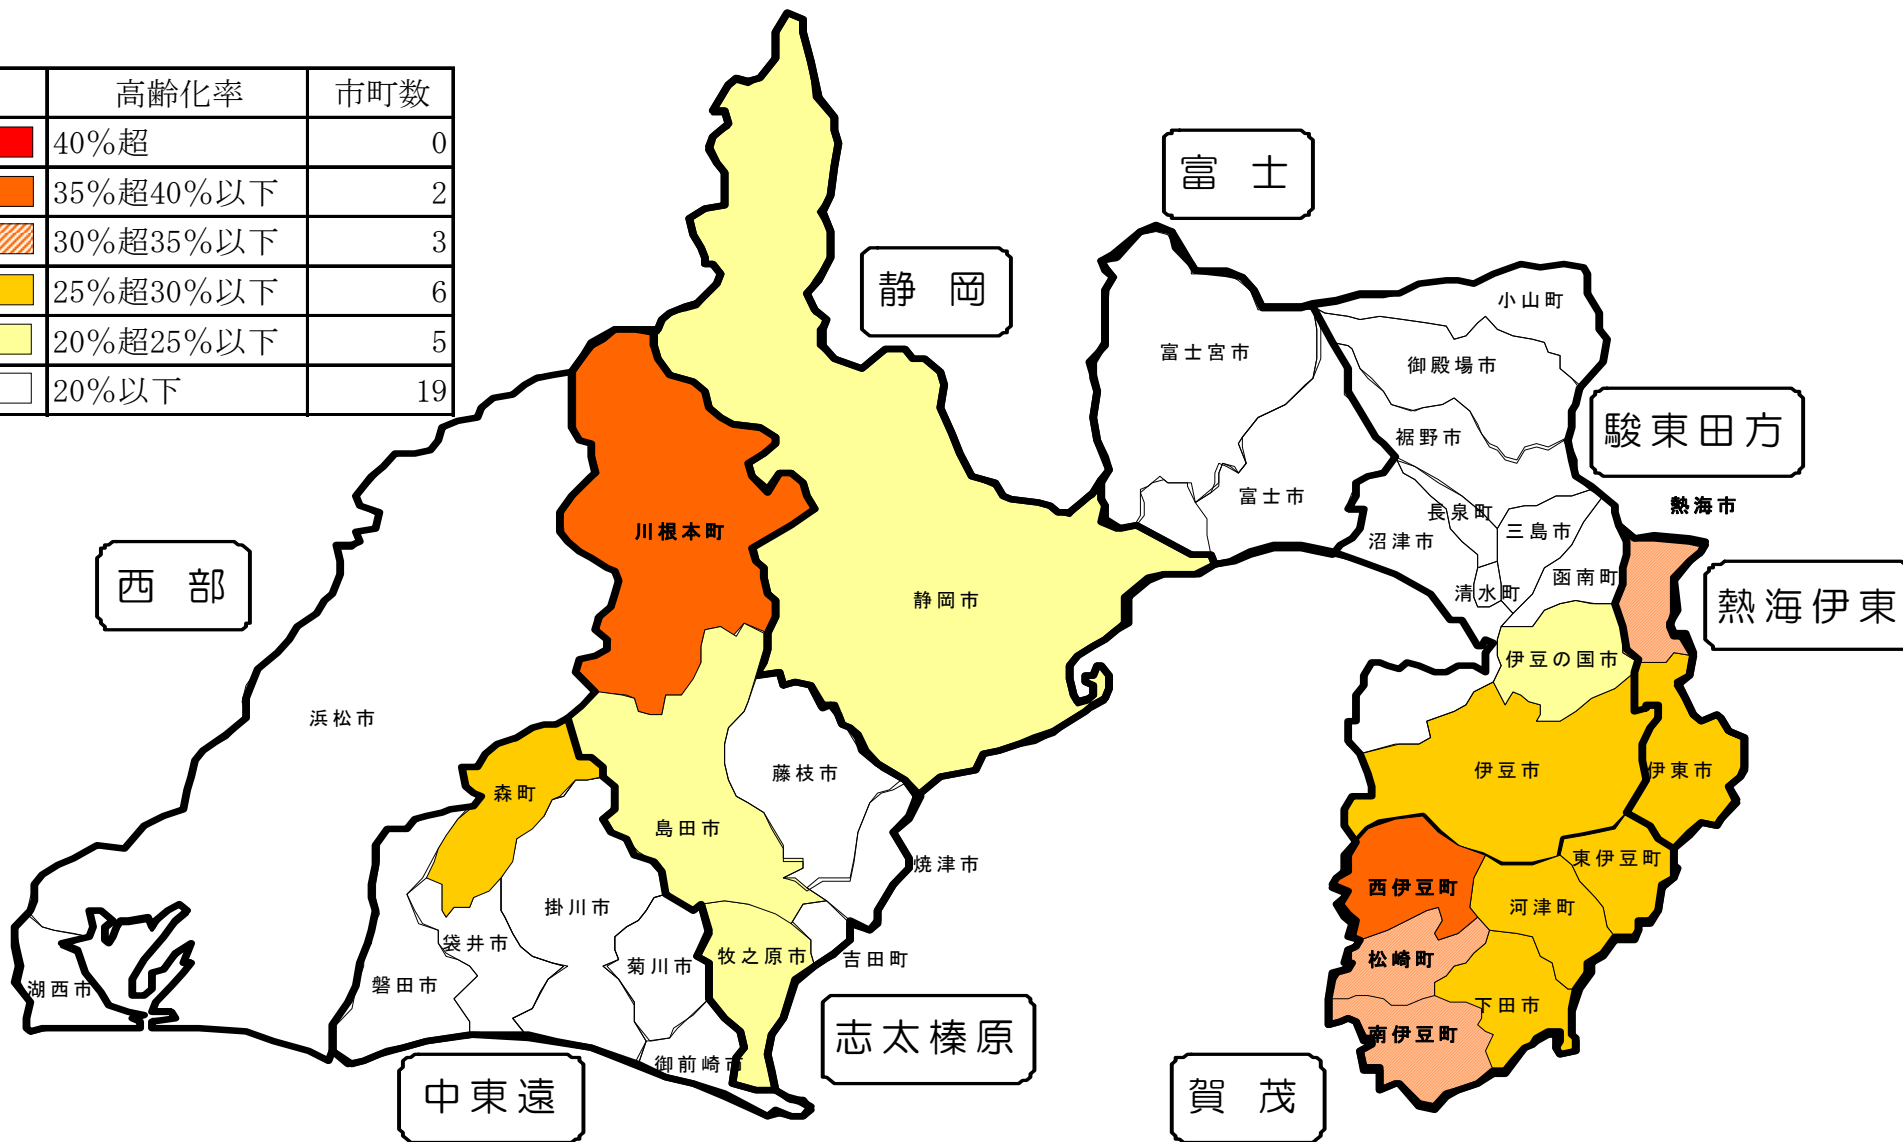 高齢化率 市町数
40%超 0
35%超40%以下 2
30%超35%以下 3
25%超30%以下 6
20%超25%以下 5
20%以下 19
富士
静岡
小山町
富士宮市
御殿場市
駿東田方
裾野市
熱海市
富士市
長泉町
川根本町
三島市
沼津市
西部
函南町
清水町
静岡市
熱海伊東
伊豆の国市
浜松市
藤枝市
伊豆市
伊東市
森町
島田市
焼津市
東伊豆町
西伊豆町
掛川市
河津町
袋井市
牧之原市
吉田町
松崎町
菊川市
磐田市
湖西市
下田市
南伊豆町
志太榛原
御前崎市
中東遠
賀茂